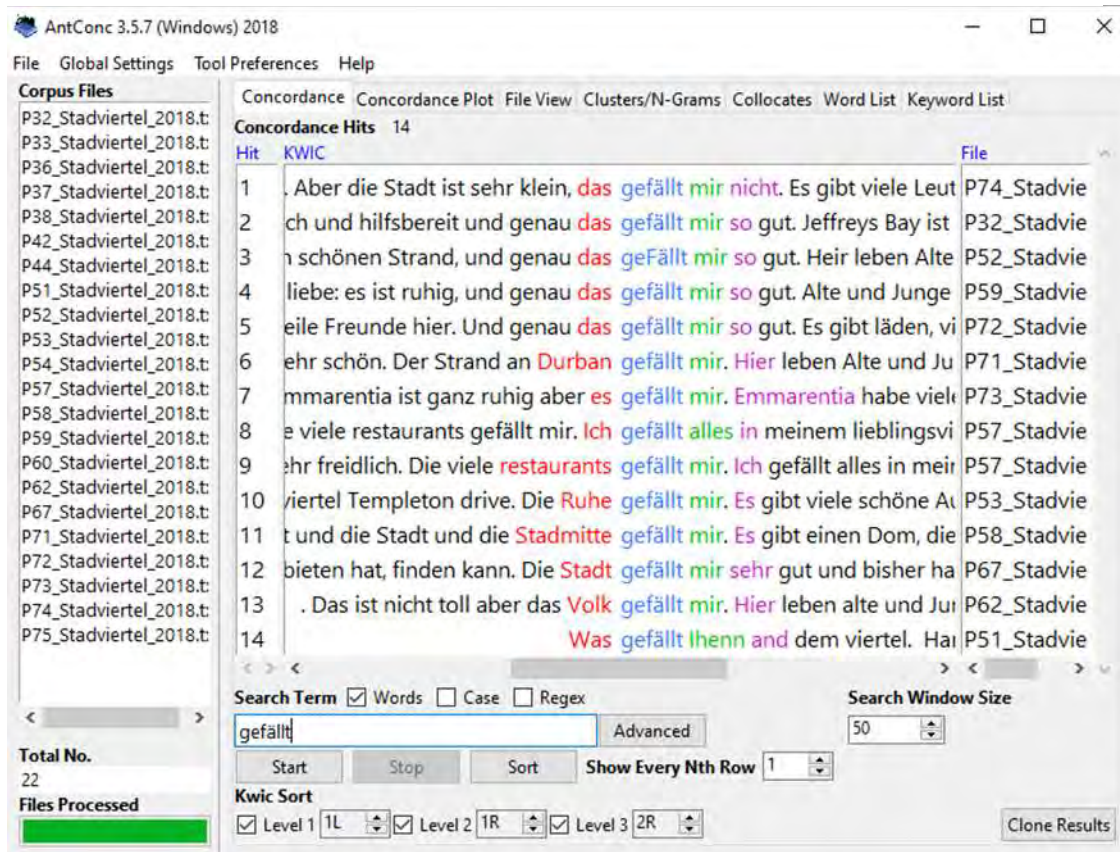 AntConc 3.5.7 (Windows) 2018
File Global Settings Tool Preferences Help
Corpus Files
P32_Stadviertel_2018.t
P33_Stadviertel_2018.t
P36_Stadviertel_2018.t
P37_Stadviertel_2018.t
P38_Stadviertel_2018.t
P42_Stadviertel_2018.t
P44_Stadviertel_2018.t
P51_Stadviertel_2018.t
P52_Stadviertel_2018.t
P53_Stadviertel_2018.t
P54_Stadviertel_2018.t
P57_Stadviertel_2018.t
P58_Stadviertel_2018.t
P59_Stadviertel_2018.t
P60_Stadviertel_2018.t
P62_Stadviertel_2018.t
P67_Stadviertel_2018.t
P71_Stadviertel_2018.t
P72_Stadviertel_2018.t
P73_Stadviertel_2018.t
P74_Stadviertel_2018.t
P75_Stadviertel_2018.t
Total No.
22
Files Processed
Concordance Concordance Plot File View Clusters/N-Grams Collocates Word List Keyword List
Concordance Hits 14
Hit KWIC File
1 . Aber die Stadt ist sehr klein, das gefällt mir nicht. Es gibt viele Leut P74_Stadvie
2 ch und hilfsbereit und genau das gefällt mir so gut. Jeffreys Bay ist P32_Stadvie
3 n schönen Strand, und genau das geFällt mir so gut. Heir leben Alte P52_Stadvie
4 liebe: es ist ruhig, und genau das gefällt mir so gut. Alte und Junge P59_Stadvie
5 eile Freunde hier. Und genau das gefällt mir so gut. Es gibt läden, vi P72_Stadvie
6 ehr schön. Der Strand an Durban gefällt mir. Hier leben Alte und Ju P71_Stadvie
7 mmarentia ist ganz ruhig aber es gefällt mir. Emmarentia habe viel P73_Stadvie
8 e viele restaurants gefällt mir. Ich gefällt alles in meinem lieblingsvi P57_Stadvie
9 ehr freidlich. Die viele restaurants gefällt mir. Ich gefällt alles in mein P57_Stadvie
10 viertel Templeton drive. Die Ruhe gefällt mir. Es gibt viele schöne Au P53_Stadvie
11 t und die Stadt und die Stadmitte gefällt mir. Es gibt einen Dom, die P58_Stadvie
12 bieten hat, finden kann. Die Stadt gefällt mir sehr gut und bisher ha P67_Stadvie
13 . Das ist nicht toll aber das Volk gefällt mir. Hier leben alte und Jun P62_Stadvie
14 Was gefällt Ihenn and dem viertel. Har P51_Stadvie
Search Term Words Case Regex Search Window Size
gefällt Advanced 50
Start Stop Sort Show Every Nth Row 1
Kwic Sort
Level 1 1L Level 2 1R Level 3 2R Clone Results